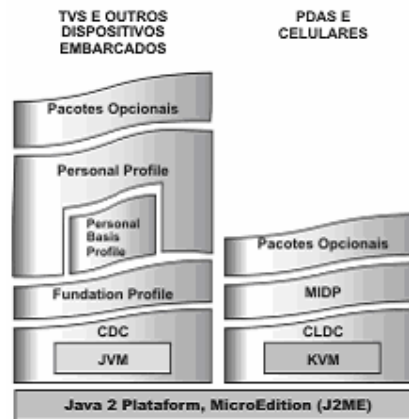 TVS E OUTROS
DISPOSITIVOS
EMBARCADOS
Pacotes Opcionais
Personal Profile
Personal
Basis
Profile
Fundation Profile
CDC
JVM
PDAS E
CELULARES
Pacotes Opcionais
MIDP
CLDC
KVM
Java 2 Plataform, MicroEdition (J2ME)